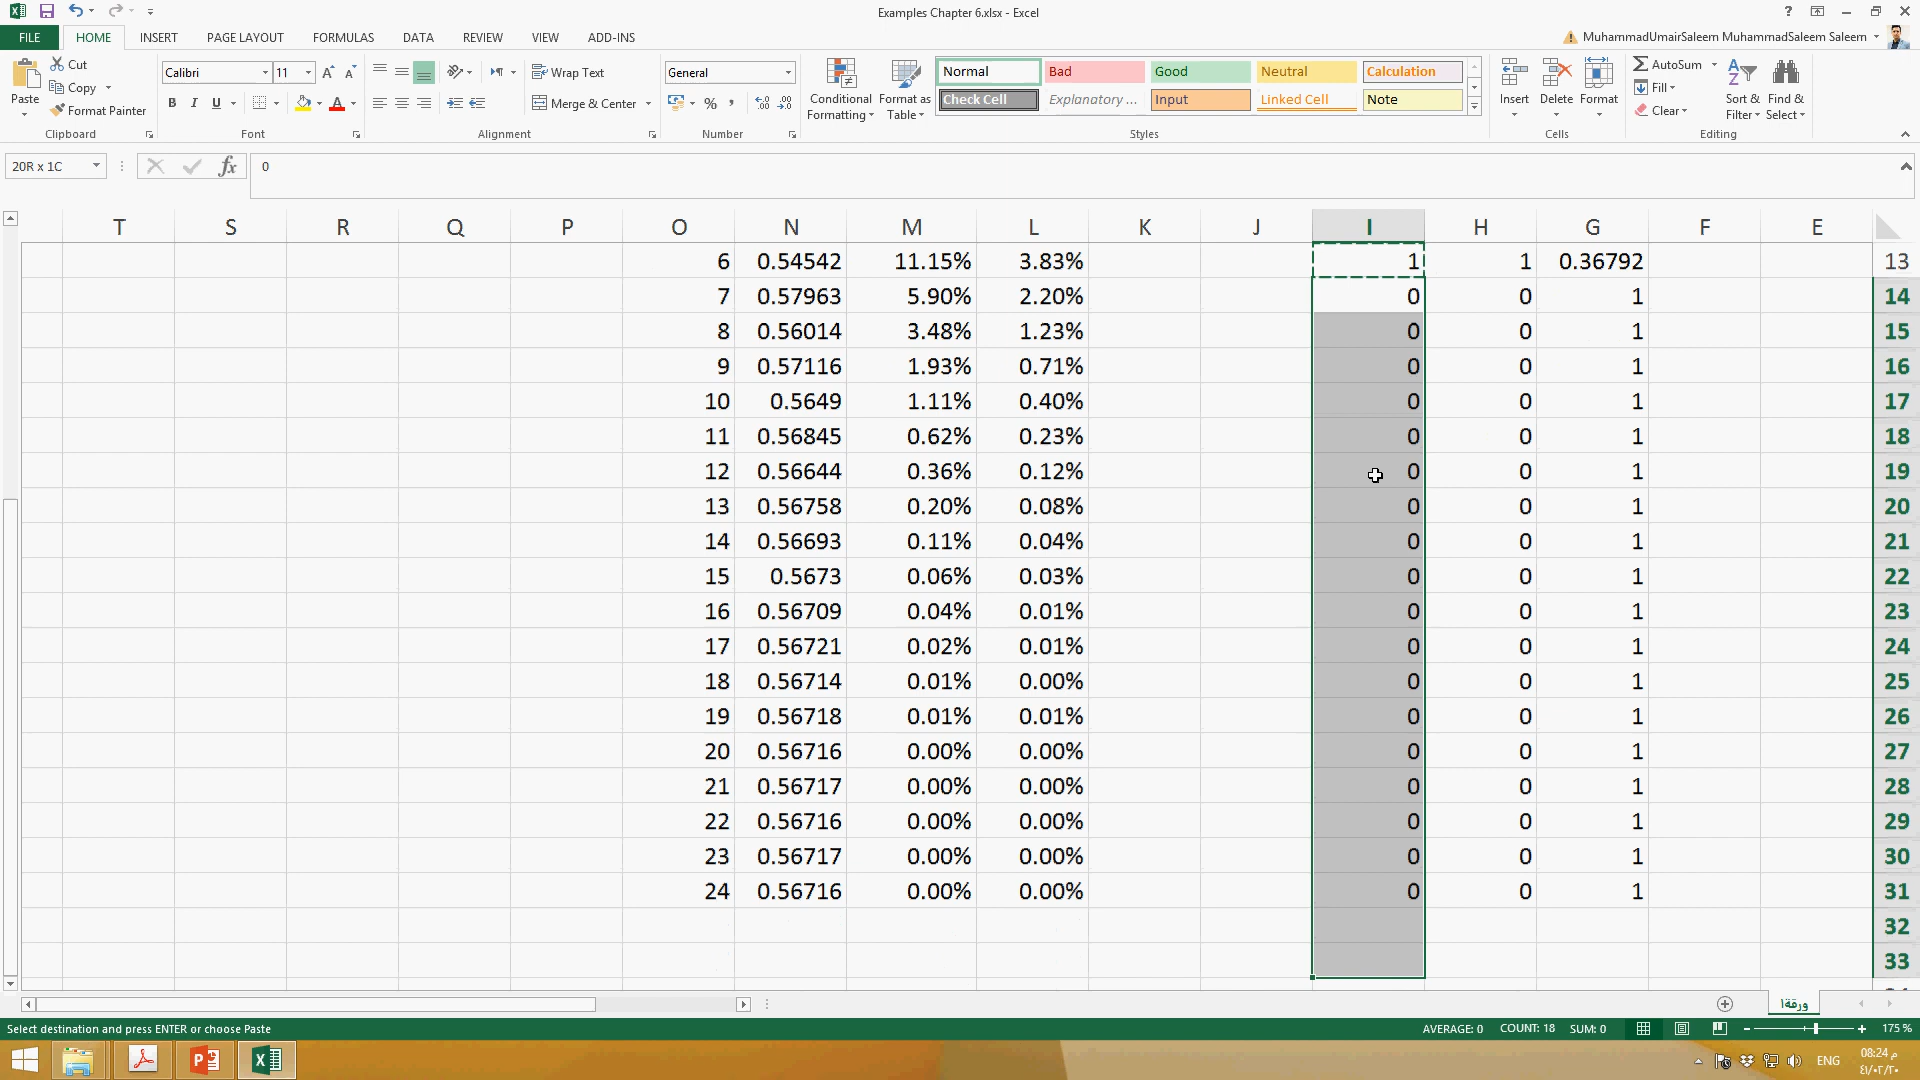 Examples Chapter 6.xlsx - Excel
FILE HOME INSERT PAGE LAYOUT FORMULAS DATA REVIEW VIEW ADD-INS
MuhammadUmairSaleem MuhammadSaleem Saleem
Paste
Cut
Copy
Format Painter
Clipboard
Calibri 11
B I U
Font
Wrap Text
Merge & Center
Alignment
General
%
Number
Conditional Formatting
Format as Table
Normal Bad Good Neutral Calculation
Check Cell Explanatory ... Input Linked Cell Note
Styles
Insert Delete Format
Cells
AutoSum
Fill
Clear
Sort & Filter
Find & Select
Editing
20R x 1C fx 0
T S R Q P O N M L K J I H G F E
6 0.54542 11.15% 3.83% 1 1 0.36792 13
7 0.57963 5.90% 2.20% 0 0 1 14
8 0.56014 3.48% 1.23% 0 0 1 15
9 0.57116 1.93% 0.71% 0 0 1 16
10 0.5649 1.11% 0.40% 0 0 1 17
11 0.56845 0.62% 0.23% 0 0 1 18
12 0.56644 0.36% 0.12% 0 0 1 19
13 0.56758 0.20% 0.08% 0 0 1 20
14 0.56693 0.11% 0.04% 0 0 1 21
15 0.5673 0.06% 0.03% 0 0 1 22
16 0.56709 0.04% 0.01% 0 0 1 23
17 0.56721 0.02% 0.01% 0 0 1 24
18 0.56714 0.01% 0.00% 0 0 1 25
19 0.56718 0.01% 0.01% 0 0 1 26
20 0.56716 0.00% 0.00% 0 0 1 27
21 0.56717 0.00% 0.00% 0 0 1 28
22 0.56716 0.00% 0.00% 0 0 1 29
23 0.56717 0.00% 0.00% 0 0 1 30
24 0.56716 0.00% 0.00% 0 0 1 31
32
33
ورقة١
Select destination and press ENTER or choose Paste AVERAGE: 0 COUNT: 18 SUM: 0 175 %
ENG
08:24 م
٤١/٠٢/٢٠